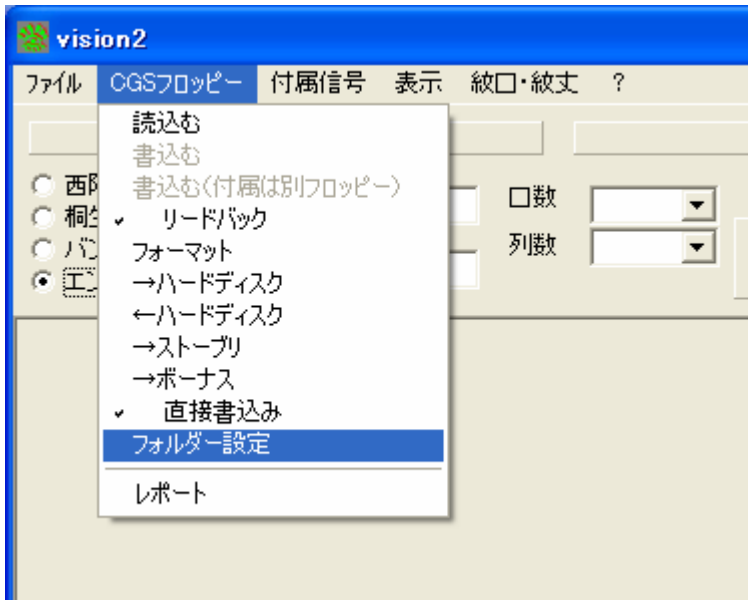 vision2
ファイル CGSフロッピー 付属信号 表示 紋口・紋丈 ?
読込む
書込む
書込む(付属は別フロッピー)
✓ リードバック
フォーマット
→ハードディスク
←ハードディスク
→ストーブリ
→ボーナス
✓ 直接書込み
フォルダー設定
レポート
西
桐
バ
エ
口数
列数